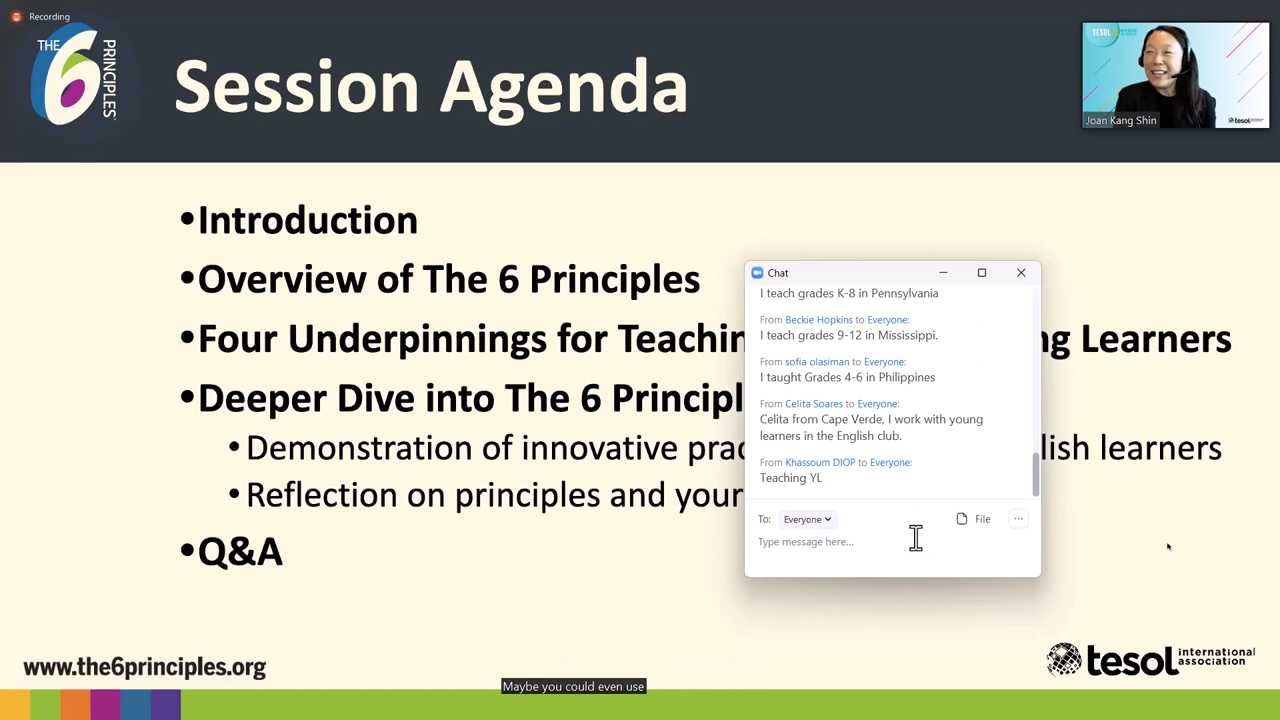 Recording
THE 6 PRINCIPLES®
Session Agenda
TESOL
Joan Kang Shin
tesol
•Introduction
•Overview of The 6 Principles
•Four Underpinnings for Teachin
ng Learners
•Deeper Dive into The 6 Principl
•Demonstration of innovative prac
lish learners
•Reflection on principles and your
•Q&A
Chat
I teach grades K-8 in Pennsylvania
From Beckie Hopkins to Everyone:
I teach grades 9-12 in Mississippi.
From sofia olasiman to Everyone:
I taught Grades 4-6 in Philippines
From Celita Soares to Everyone:
Celita from Cape Verde, I work with young
learners in the English club.
From Khassoum DIOP to Everyone:
Teaching YL
To: Everyone
File
Type message here...
www.the6principles.org
tesol international
association
Maybe you could even use